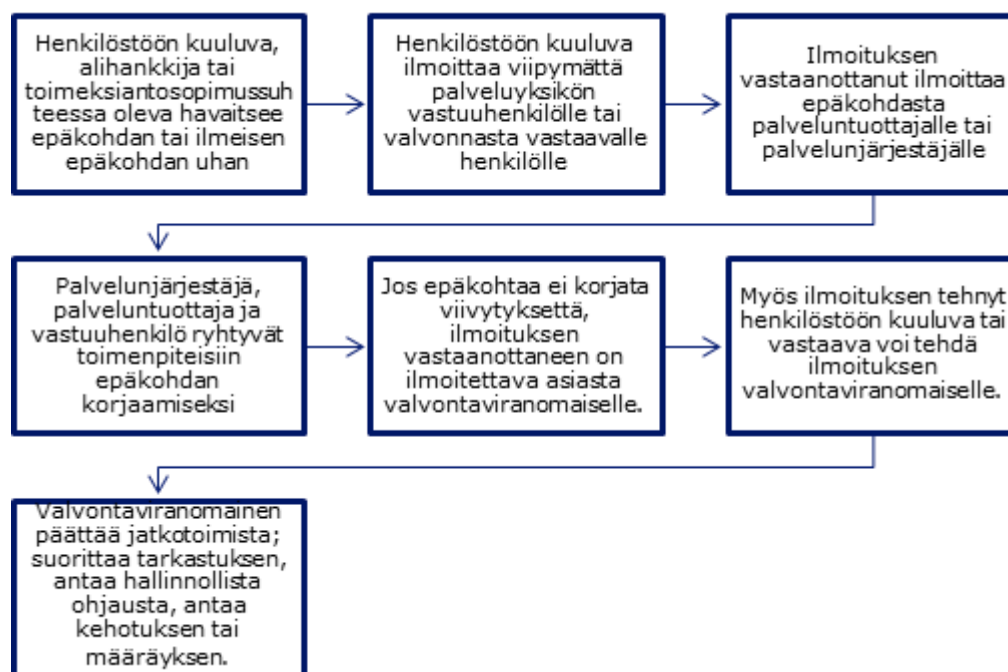 Henkilöstöön kuuluva,
alihankkija tai
toimeksiantosopimussuh
teessa oleva havaitsee
epäkohdan tai ilmeisen
epäkohdan uhan
Henkilöstöön kuuluva
ilmoittaa viipymättä
palveluyksikön
vastuuhenkilölle tai
valvonnasta vastaavalle
henkilölle
Ilmoituksen
vastaanottanut ilmoittaa
epäkohdasta
palveluntuottajalle tai
palvelunjärjestäjälle
Palvelunjärjestäjä,
palveluntuottaja ja
vastuuhenkilö ryhtyvät
toimenpiteisiin
epäkohdan
korjaamiseksi
Jos epäkohtaa ei korjata
viivytyksettä,
ilmoituksen
vastaanottaneen on
ilmoitettava asiasta
valvontaviranomaiselle.
Myös ilmoituksen tehnyt
henkilöstöön kuuluva tai
vastaava voi tehdä
ilmoituksen
valvontaviranomaiselle.
Valvontaviranomainen
päättää jatkotoimista;
suorittaa tarkastuksen,
antaa hallinnollista
ohjausta, antaa
kehotuksen tai
määräyksen.